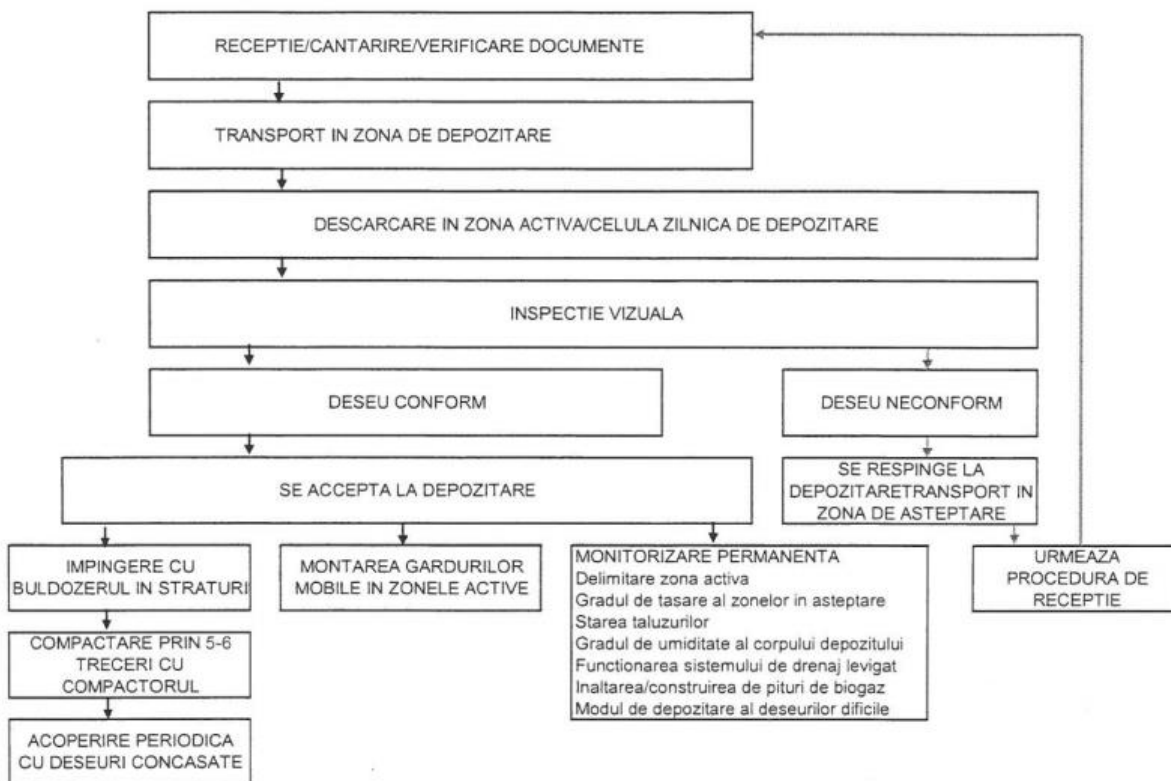 RECEPTIE/CANTARIRE/VERIFICARE DOCUMENTE
TRANSPORT IN ZONA DE DEPOZITARE
DESCARCARE IN ZONA ACTIVA/CELULA ZILNICA DE DEPOZITARE
INSPECTIE VIZUALA
DESEU CONFORM
DESEU NECONFORM
SE ACCEPTA LA DEPOZITARE
SE RESPINGE LA
DEPOZITARETRANSPORT IN
ZONA DE ASTEPTARE
IMPINGERE CU
BULDOZERUL IN STRATURI
MONTAREA GARDURILOR
MOBILE IN ZONELE ACTIVE
MONITORIZARE PERMANENTA
Delimitare zona activa
Gradul de tasare al zonelor in asteptare
Starea taluzurilor
Gradul de umiditate al corpului depozitului
Functionarea sistemului de drenaj levigat
Inaltarea/construirea de pituri de biogaz
Modul de depozitare al deseurilor dificile
URMEAZA
PROCEDURA DE
RECEPTIE
COMPACTARE PRIN 5-6
TRECERI CU
COMPACTORUL
ACOPERIRE PERIODICA
CU DESEURI CONCASATE